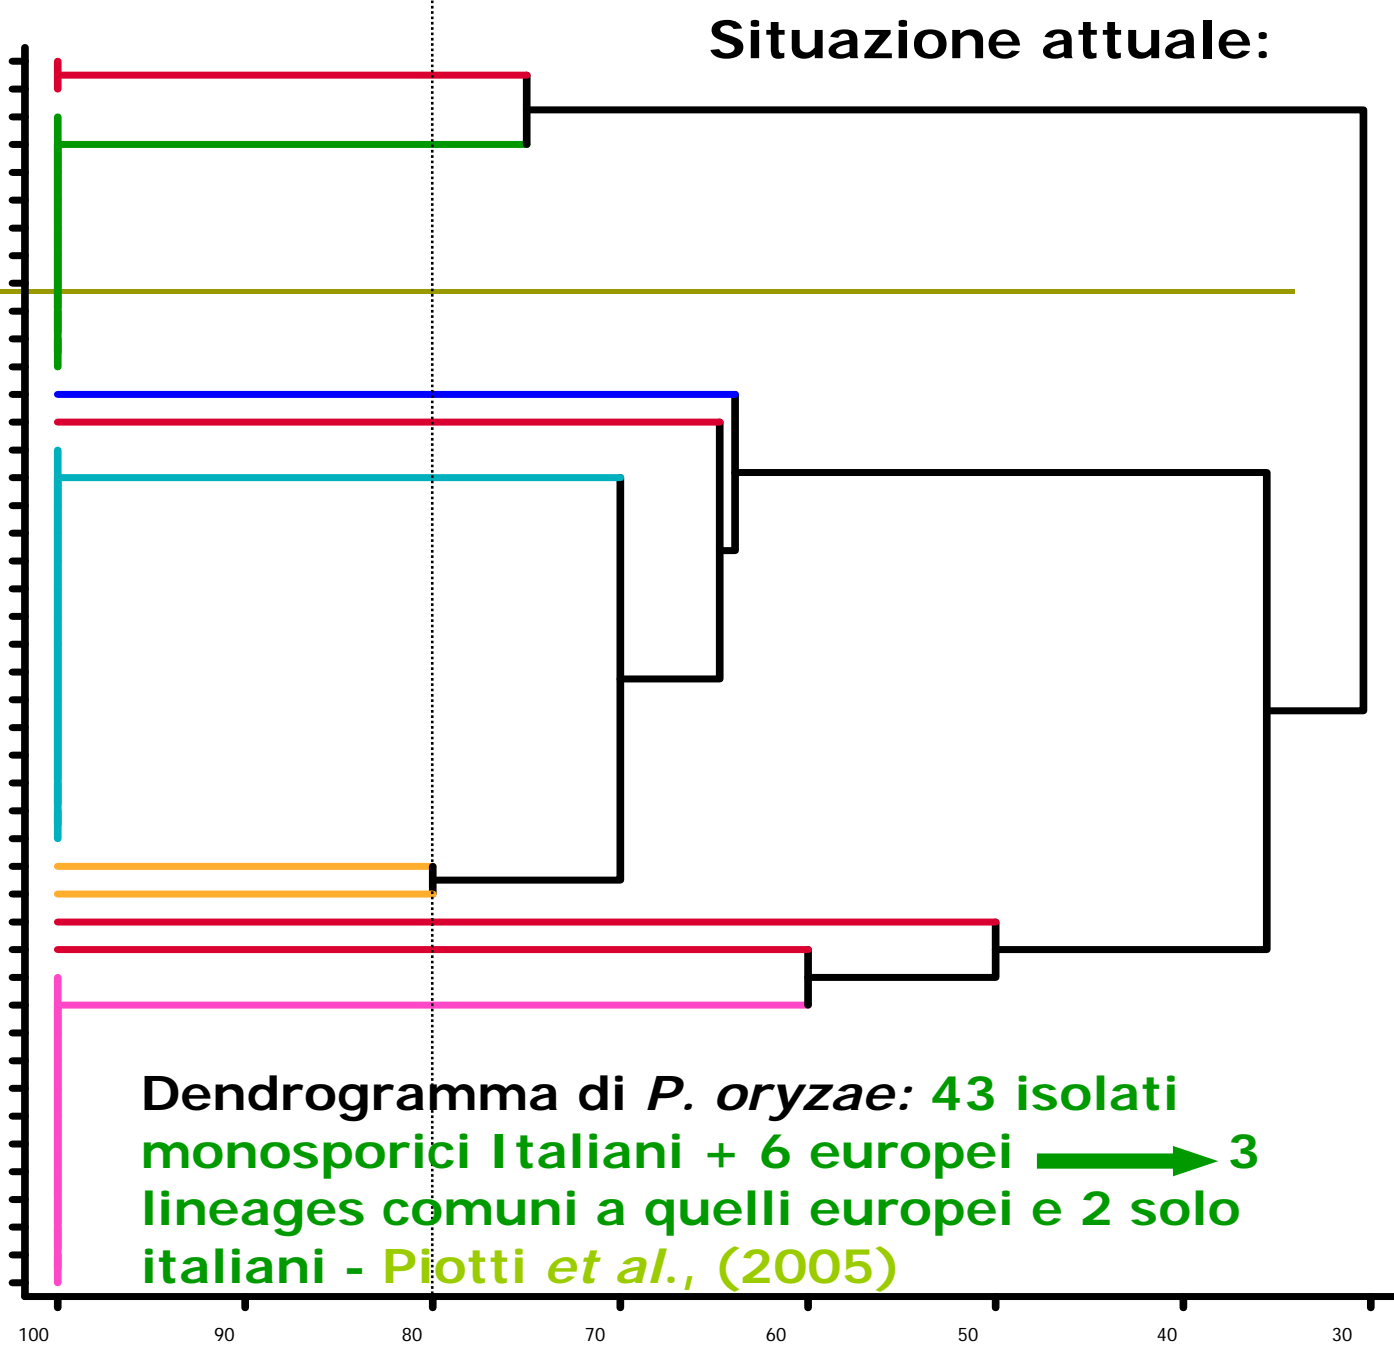 Situazione attuale:
Dendrogramma di P. oryzae: 43 isolati
monosporici Italiani + 6 europei 3
lineages comuni a quelli europei e 2 solo
italiani - Piotti et al., (2005)
100 90 80 70 60 50 40 30